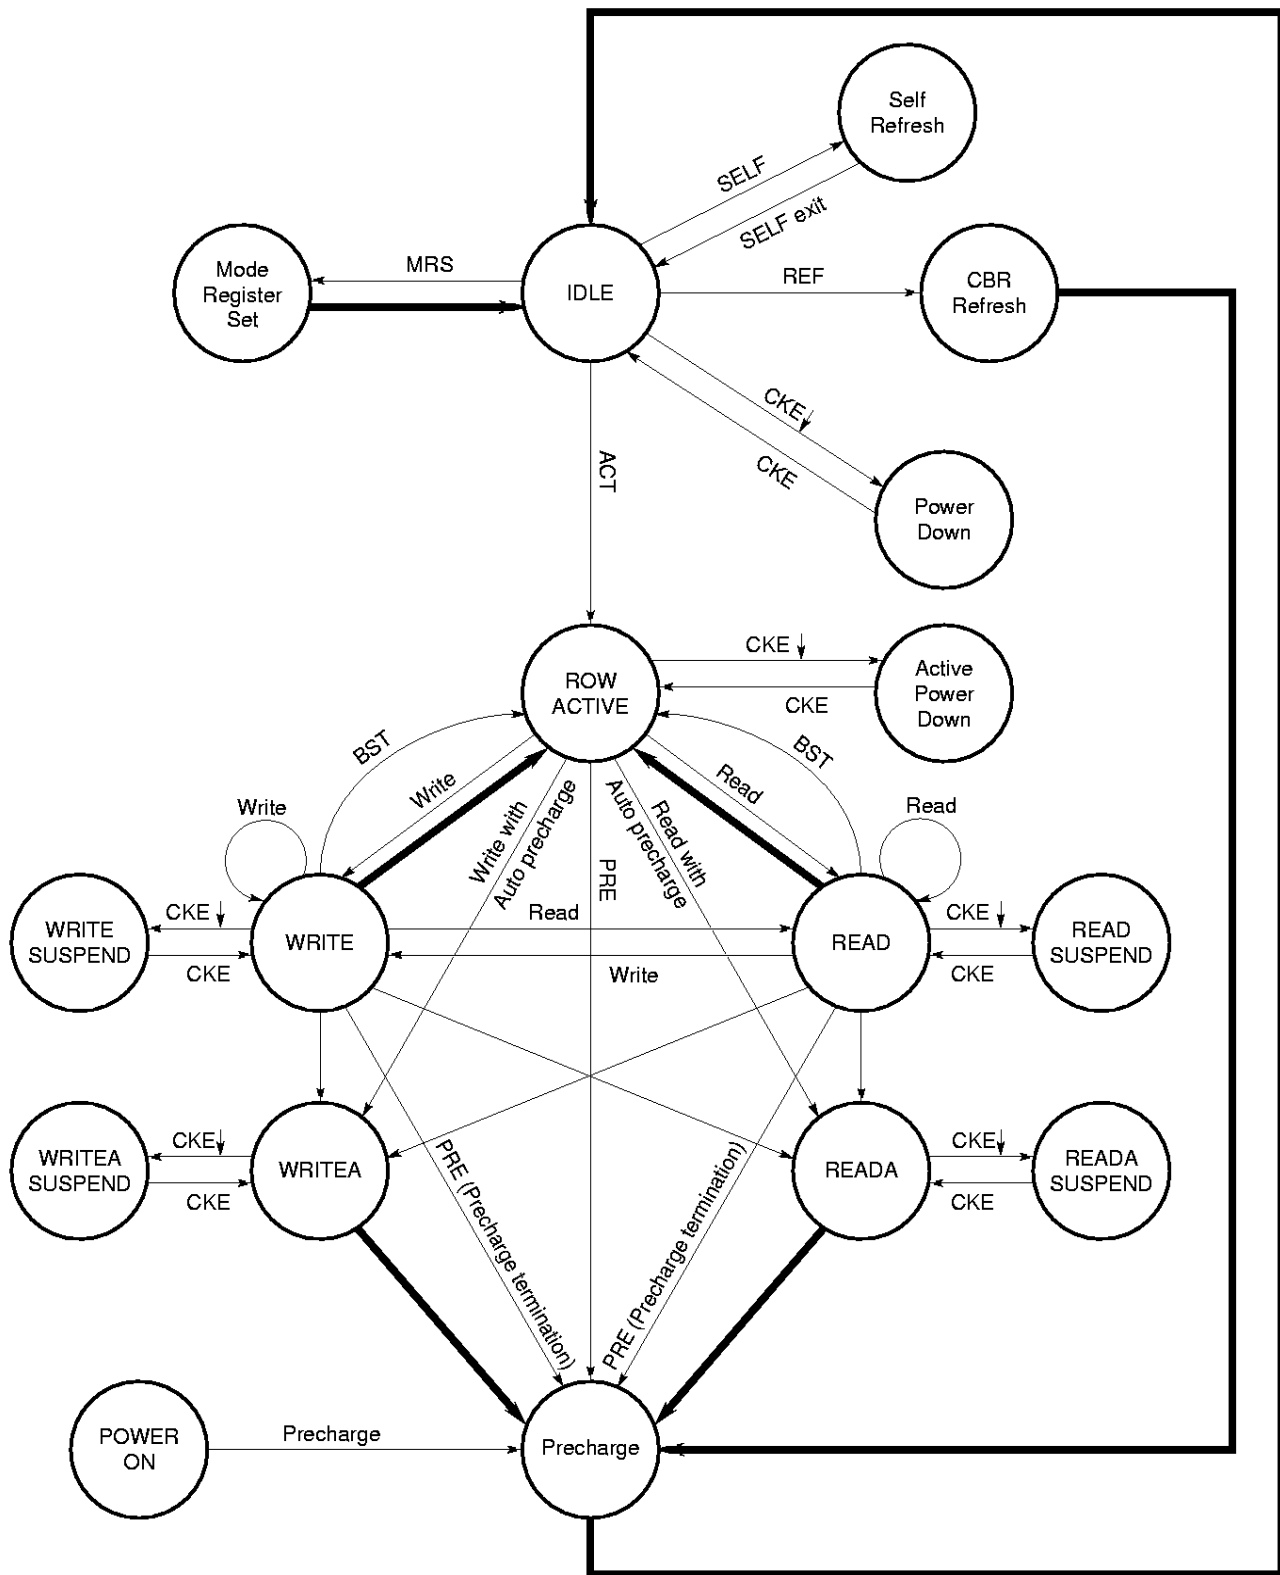 Self
Refresh
SELF
SELF exit
Mode
Register
Set
MRS
IDLE
REF
CBR
Refresh
CKE↓
CKE
ACT
Power
Down
ROW
ACTIVE
CKE ↓
CKE
Active
Power
Down
BST
Write
Read
BST
Write
Write with
Auto precharge
PRE
Read with
Auto precharge
Read
WRITE
SUSPEND
CKE ↓
CKE
WRITE
Read
Write
READ
CKE ↓
CKE
READ
SUSPEND
WRITEA
SUSPEND
CKE↓
CKE
WRITEA
PRE (Precharge termination)
PRE (Precharge termination)
READA
CKE↓
CKE
READA
SUSPEND
POWER
ON
Precharge
Precharge